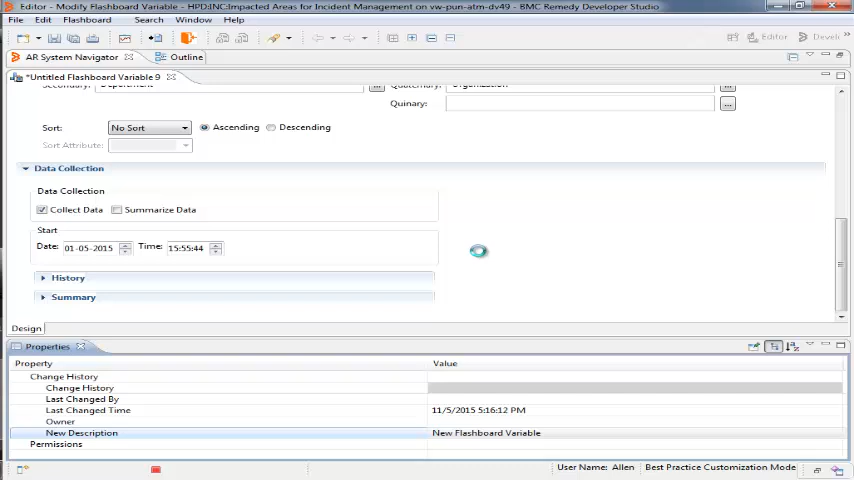 Editor - Modify Flashboard Variable - HPD:INC:Impacted Areas for Incident Management on vw-pun-atm-dv49 - BMC Remedy Developer Studio
File Edit Flashboard Search Window Help
Editor Develi
AR System Navigator Outline
*Untitled Flashboard Variable 9
Secondary: Department Quaternary: Organization
Quinary:
Sort: No Sort Ascending Descending
Sort Attribute:
Data Collection
Data Collection
Collect Data Summarize Data
Start
Date: 01-05-2015 Time: 15:55:44
History
Summary
Design
Properties
Property Value
Change History
Change History
Last Changed By
Last Changed Time 11/5/2015 5:16:12 PM
Owner
New Description New Flashboard Variable
Permissions
User Name: Allen Best Practice Customization Mode